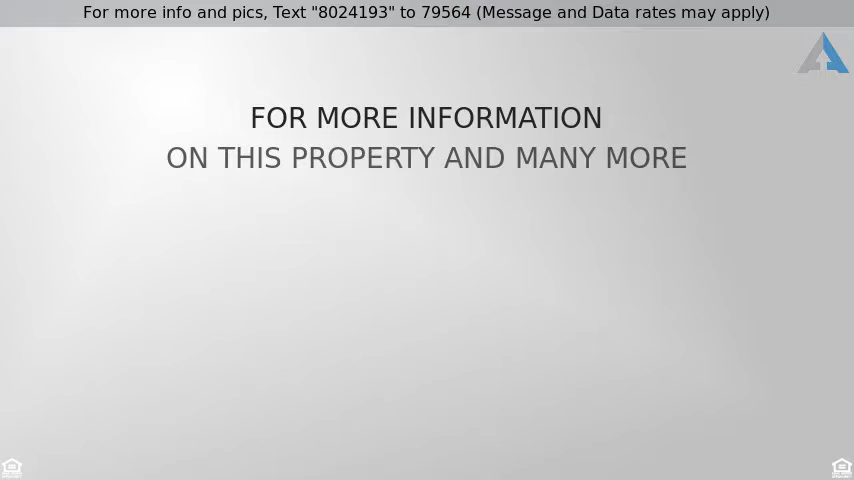 For more info and pics, Text "8024193" to 79564 (Message and Data rates may apply)
FOR MORE INFORMATION
ON THIS PROPERTY AND MANY MORE